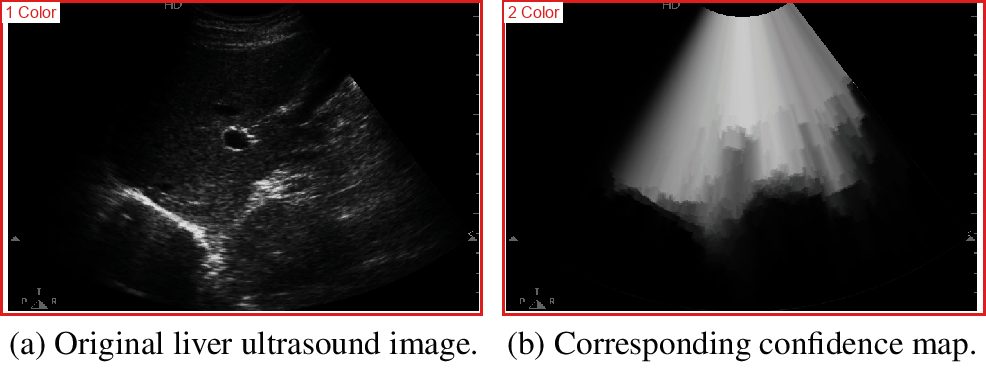 1 Color
2 Color
HD
HD
P T R
P T R
(a) Original liver ultrasound image.
(b) Corresponding confidence map.